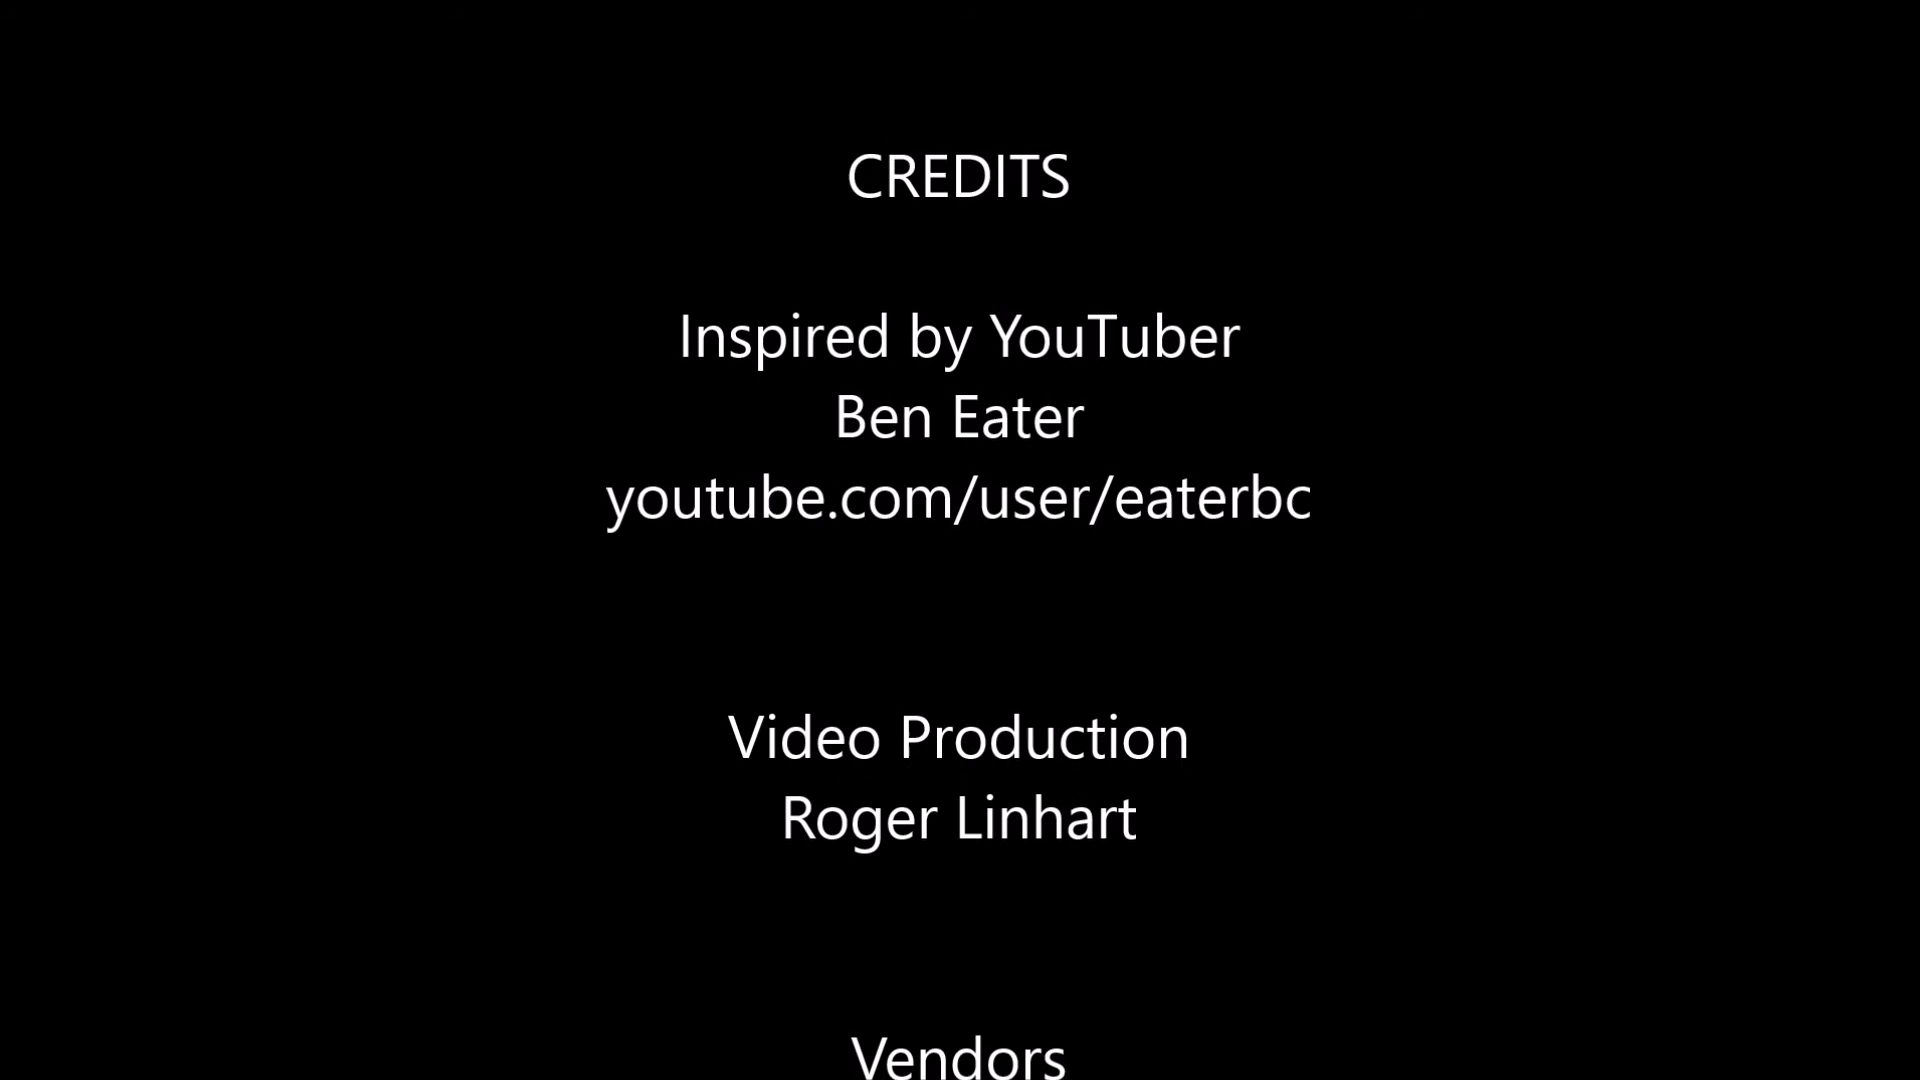 CREDITS
Inspired by YouTuber
Ben Eater
youtube.com/user/eaterbc
Video Production
Roger Linhart
Vendors